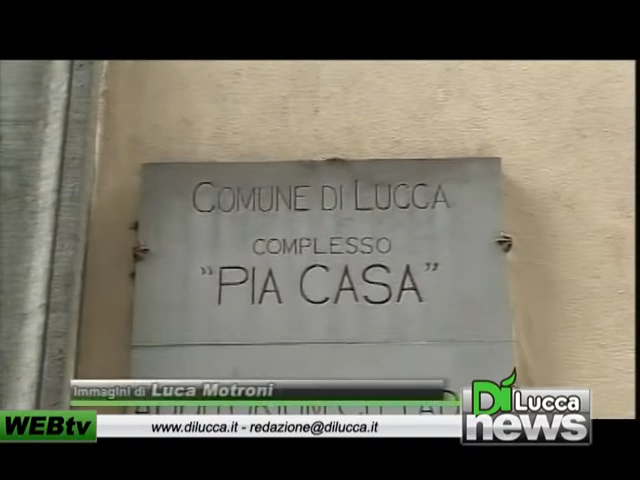 COMUNE DI LUCCA
COMPLESSO
"PIA CASA"
immagini di Luca Motroni
WEBtv
www.dilucca.it - redazione@dilucca.it
Dì LUCCA
news